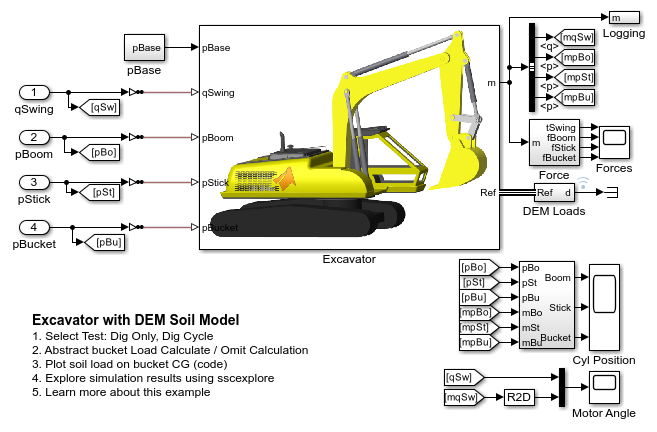 m
Logging
pBase
pBase
pBase
[mqSw]
<q>
[mpBo]
<p>
[mpSt]
<p>
[mpBu]
<p>
1
qSwing
[qSw]
qSwing
m
2
pBoom
[pBo]
pBoom
m
tSwing
fBoom
fStick
fBucket
Force
Forces
3
pStick
[pSt]
pStick
Ref
Ref
d
DEM Loads
4
pBucket
[pBu]
pBucket
Excavator
[pBo]
[pSt]
[pBu]
[mpBo]
[mpSt]
[mpBu]
pBo
pSt
pBu
mBo
mSt
mBu
Boom
Stick
Bucket
Cyl Position
Excavator with DEM Soil Model
1. Select Test: Dig Only, Dig Cycle
2. Abstract bucket Load Calculate / Omit Calculation
3. Plot soil load on bucket CG (code)
4. Explore simulation results using sscexplore
5. Learn more about this example
[qSw]
[mqSw]
R2D
Motor Angle